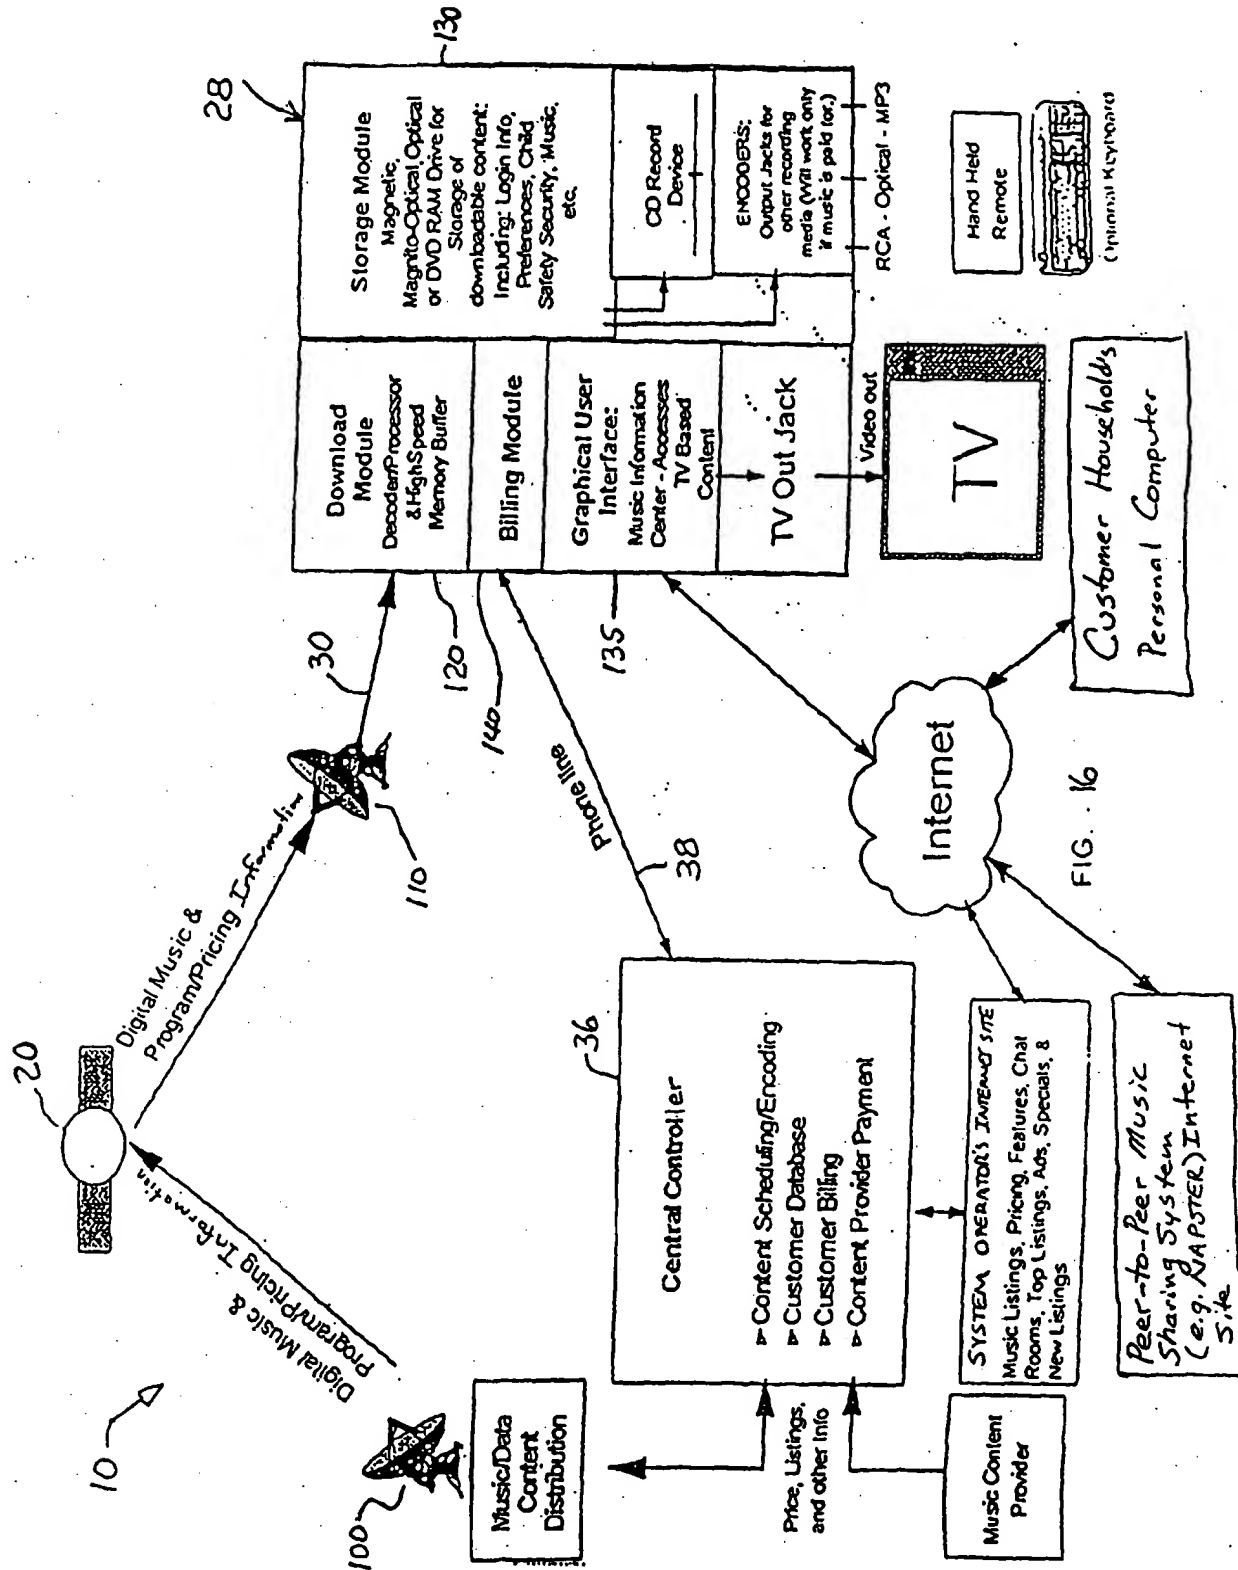 10
20
Digital Music &
Program/Pricing Information
Digital Music &
Program/Pricing Information
100
110
30
Music/Data
Content
Distribution
Price, Listings,
and other Info
Music Content
Provider
36
Central Controller
▷ Content Scheduling/Encoding
▷ Customer Database
▷ Customer Billing
▷ Content Provider Payment
Phone line
38
SYSTEM OPERATOR'S INTERNET SITE
Music Listings, Pricing, Features, Chat
Rooms, Top Listings, Ads, Specials, &
New Listings
Peer-to-Peer Music
Sharing System
(e.g. NAPSTER) Internet
Site
Internet
Customer Household's
Personal Computer
28
120
Download
Module
Decoder/Processor
& High Speed
Memory Buffer
140
Billing Module
135
Graphical User
Interface:
Music Information
Center - Accesses
TV Based
Content
TV Out Jack
Video out
TV
130
Storage Module
Magnetic,
Magnito-Optical, Optical
or DVD RAM Drive for
Storage of
downloadable content:
Including: Login Info,
Preferences, Child
Safety Security, Music,
etc.
CD Record
Device
ENCODERS:
Output Jacks for
other recording
media (Will work only
if music is paid for.)
RCA - Optical - MP3
Hand Held
Remote
(Optional Keyboard)
FIG. 16